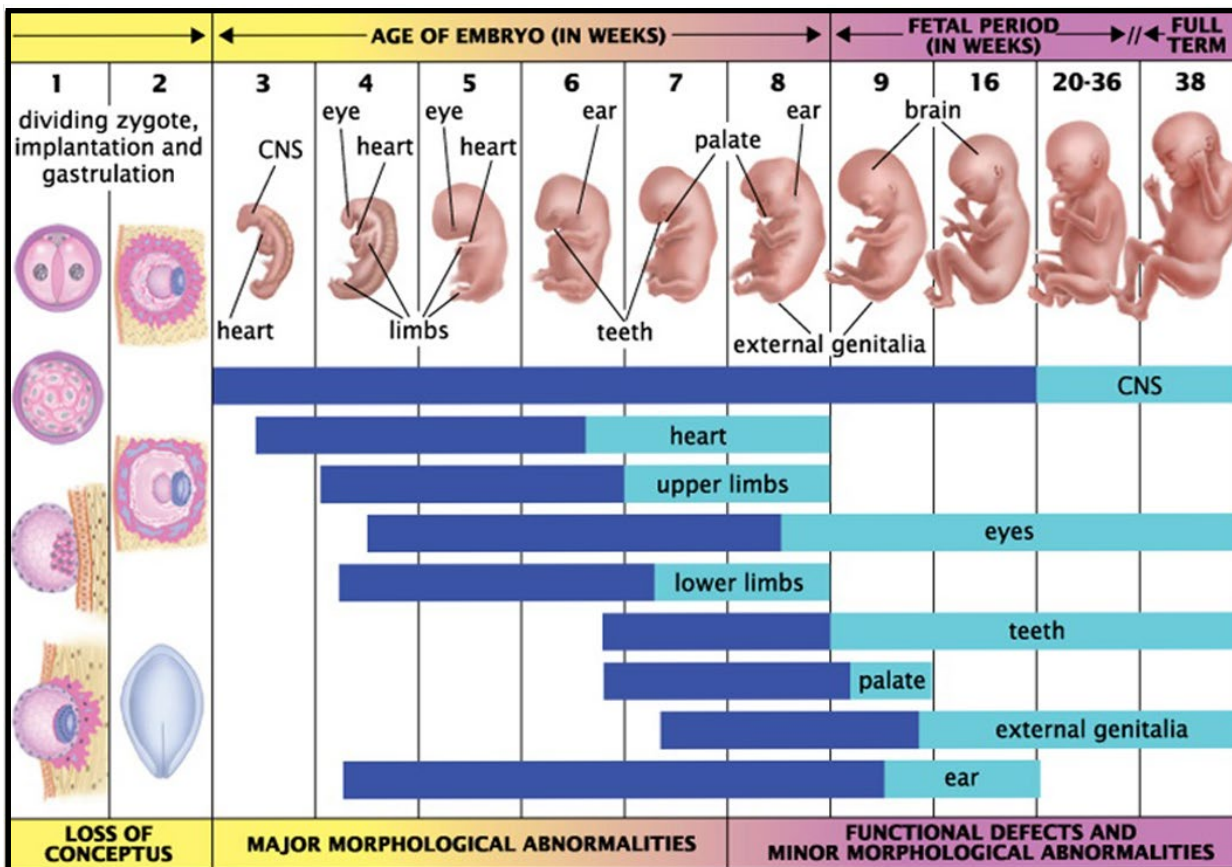 AGE OF EMBRYO (IN WEEKS)
FETAL PERIOD
(IN WEEKS)
//
FULL
TERM
1 2 3 4 5 6 7 8 9 16 20-36 38
dividing zygote,
implantation and
gastrulation
CNS
heart
eye
heart
limbs
eye
heart
ear
teeth
palate
ear
external genitalia
brain
CNS
heart
upper limbs
eyes
lower limbs
teeth
palate
external genitalia
ear
LOSS OF
CONCEPTUS
MAJOR MORPHOLOGICAL ABNORMALITIES
FUNCTIONAL DEFECTS AND
MINOR MORPHOLOGICAL ABNORMALITIES